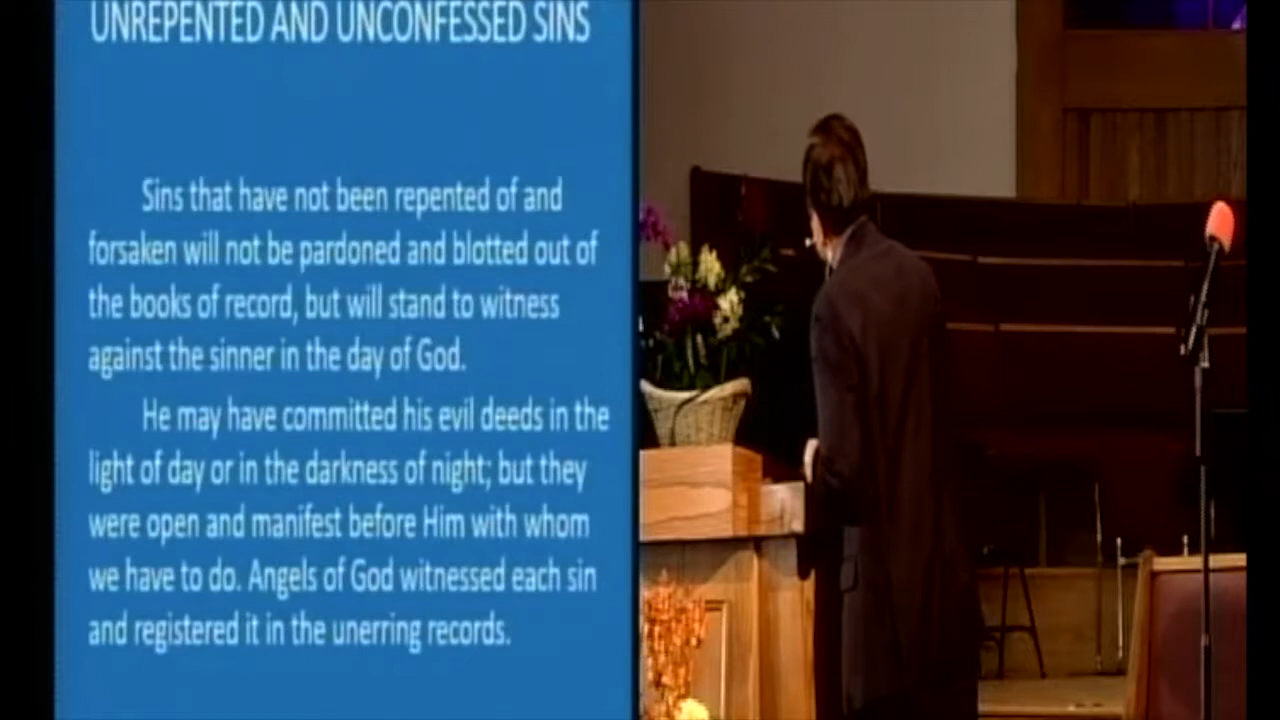 UNREPENTED AND UNCONFESSED SINS
Sins that have not been repented of and
forsaken will not be pardoned and blotted out of
the books of record, but will stand to witness
against the sinner in the day of God.
He may have committed his evil deeds in the
light of day or in the darkness of night; but they
were open and manifest before Him with whom
we have to do. Angels of God witnessed each sin
and registered it in the unerring records.